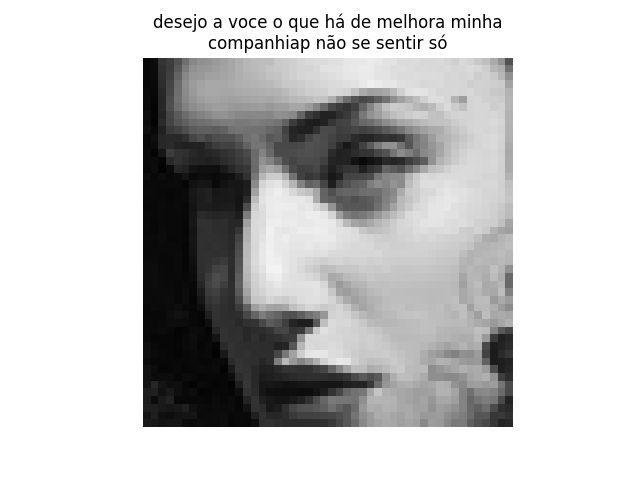 desejo a voce o que há de melhora minha
companhiap não se sentir só